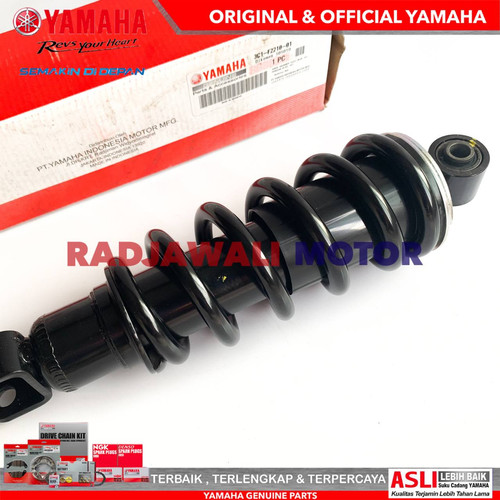 YAMAHA
Revs Your Heart
SEMAKIN DI DEPAN
ORIGINAL & OFFICIAL YAMAHA
YAMAHA
3C1-F2210-01
1 PC
PT.YAMAHA INDONESIA MOTOR MFG
RADJAWALI MOTOR
DRIVE CHAIN KIT
NGK
SPARK PLUGS
DENSO
SPARK PLUGS
TERBAIK , TERLENGKAP & TERPERCAYA
YAMAHA GENUINE PARTS
ASLI LEBIH BAIK
Suku Cadang YAMAHA
Kualitas Terjamin Lebih Tahan Lama